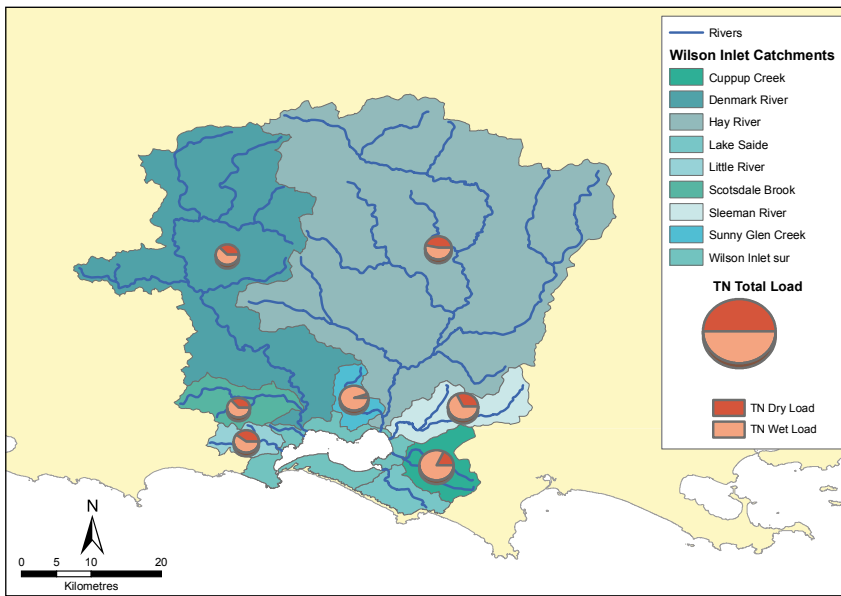 Rivers
Wilson Inlet Catchments
Cuppup Creek
Denmark River
Hay River
Lake Saide
Little River
Scotsdale Brook
Sleeman River
Sunny Glen Creek
Wilson Inlet sur
TN Total Load
TN Dry Load
TN Wet Load
N
0 5 10 20
Kilometres